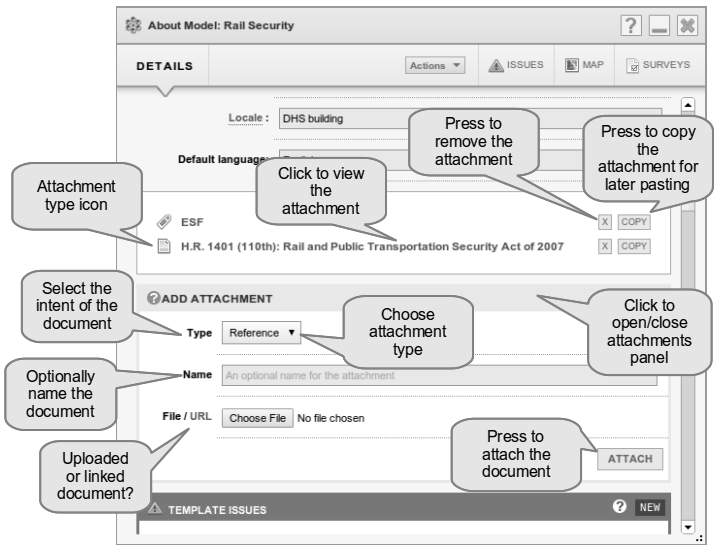 About Model: Rail Security
?
DETAILS
Actions
ISSUES
MAP
SURVEYS
Locale :
DHS building
Default language:
Press to
remove the
attachment
Press to copy
the
attachment for
later pasting
Click to view
the
attachment
Attachment
type icon
ESF
X
COPY
H.R. 1401 (110th): Rail and Public Transportation Security Act of 2007
X
COPY
Select the
intent of the
document
?ADD ATTACHMENT
Type
Reference
Choose
attachment
type
Click to
open/close
attachments
panel
Optionally
name the
document
Name
An optional name for the attachment
File / URL
Choose File No file chosen
Uploaded
or linked
document?
Press to
attach the
document
ATTACH
TEMPLATE ISSUES
?
NEW